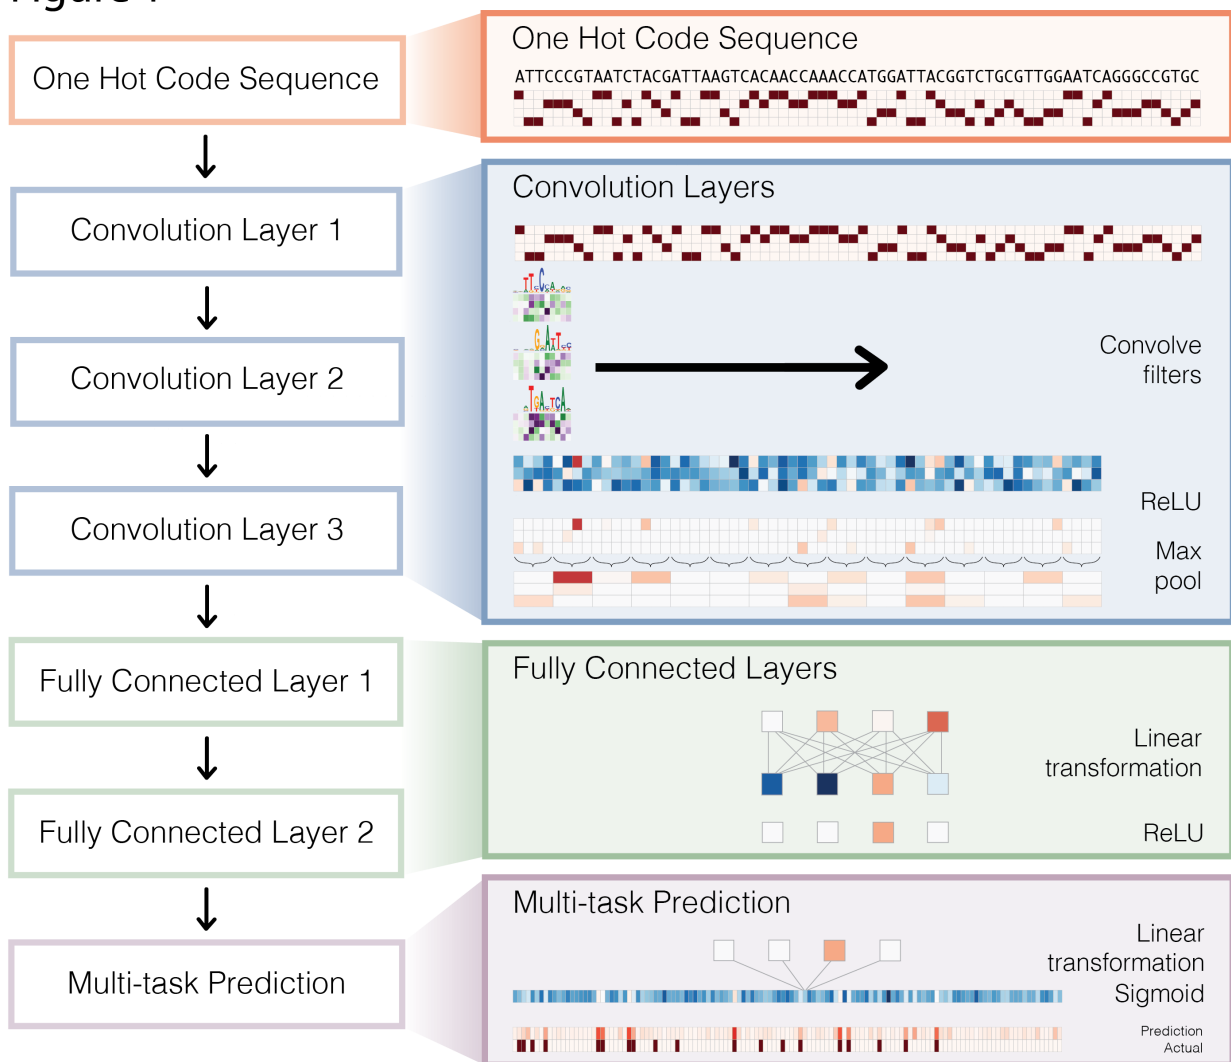 One Hot Code Sequence
One Hot Code Sequence
ATTCCCGTAATCTACGATTAAGTCACAACCAAACCATGGATTACGGTCTGCGTTGGAATCAGGGCCGTGC
Convolution Layer 1
Convolution Layer 2
Convolution Layer 3
Convolution Layers
Convolve
filters
ReLU
Max
pool
Fully Connected Layer 1
Fully Connected Layer 2
Fully Connected Layers
Linear
transformation
ReLU
Multi-task Prediction
Multi-task Prediction
Linear
transformation
Sigmoid
Prediction
Actual